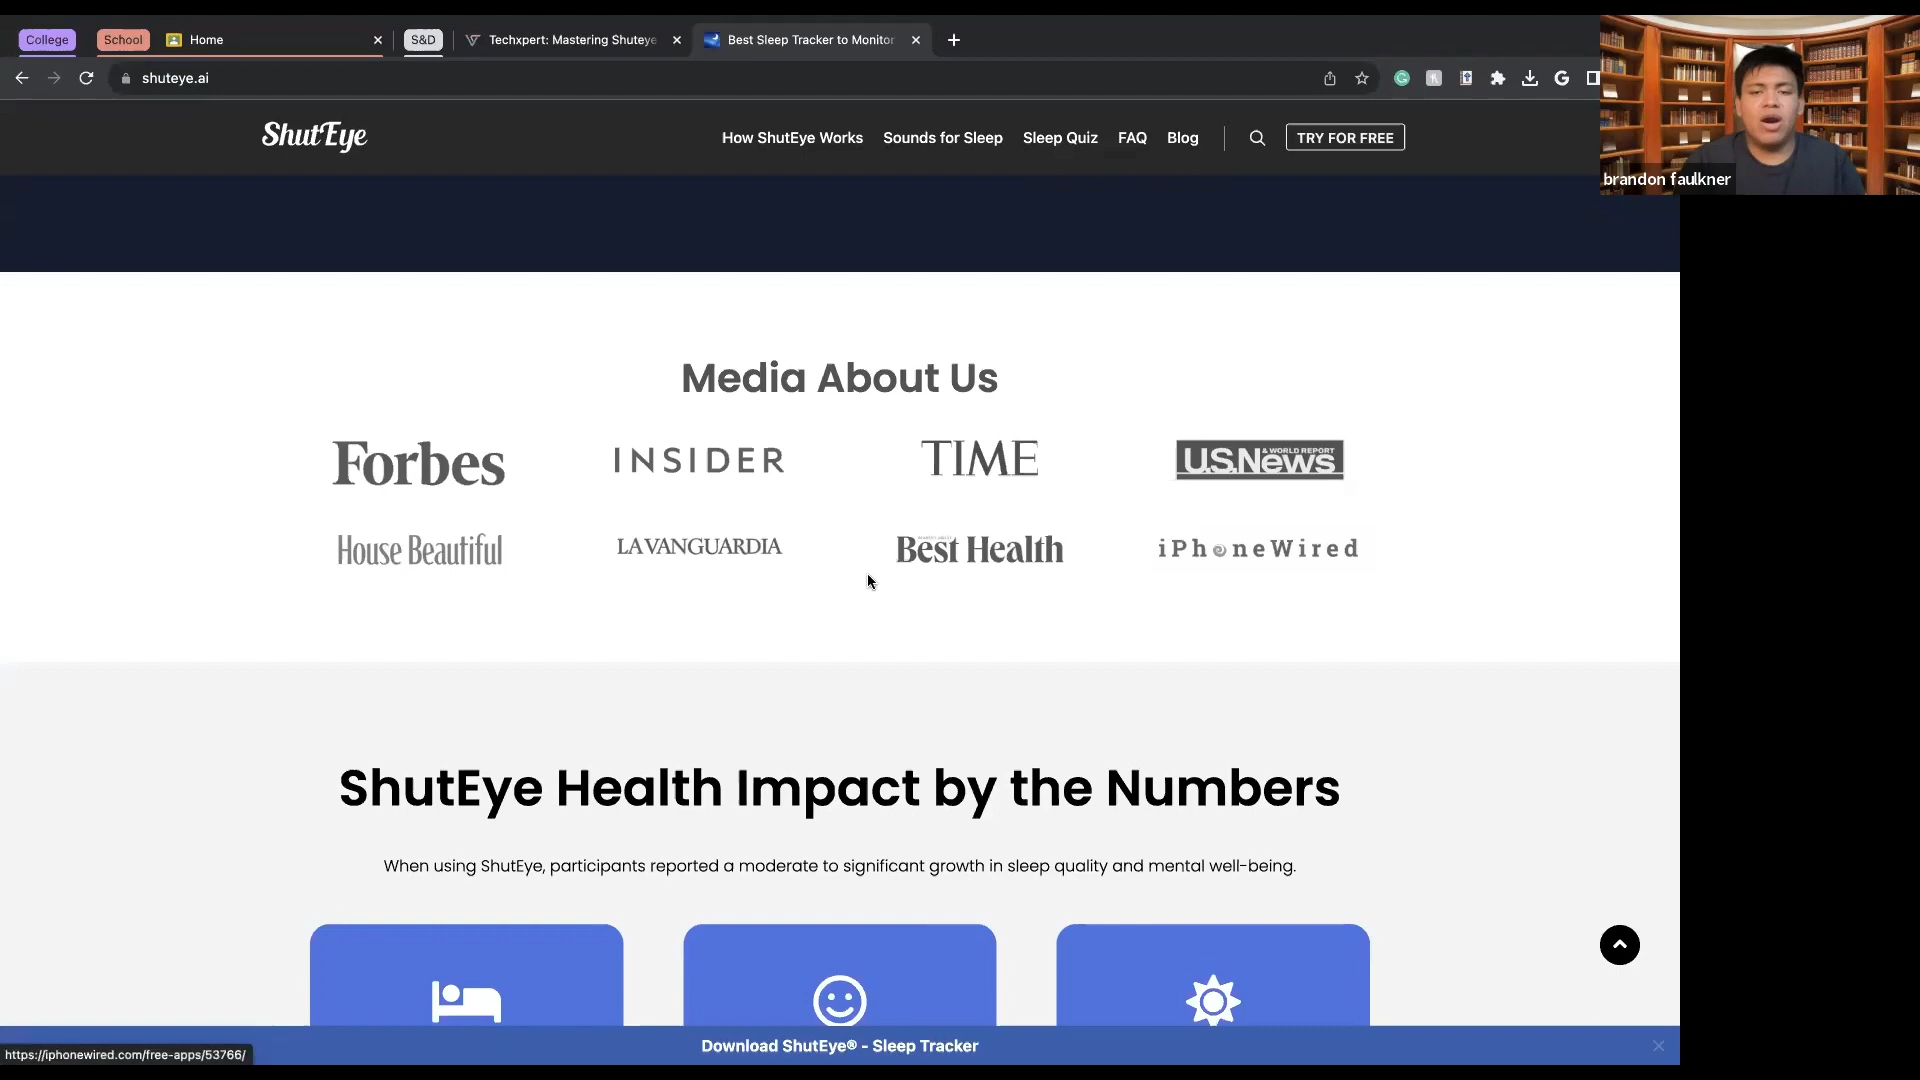 College
School
Home
S&D
Techxpert: Mastering Shuteye
Best Sleep Tracker to Monitor
shuteye.ai
brandon faulkner
ShutEye
How ShutEye Works
Sounds for Sleep
Sleep Quiz
FAQ
Blog
TRY FOR FREE
Media About Us
Forbes
INSIDER
TIME
U.S.News
& WORLD REPORT
House Beautiful
LA VANGUARDIA
Best Health
iPhoneWired
ShutEye Health Impact by the Numbers
When using ShutEye, participants reported a moderate to significant growth in sleep quality and mental well-being.
Download ShutEye® - Sleep Tracker
https://iphonewired.com/free-apps/53766/